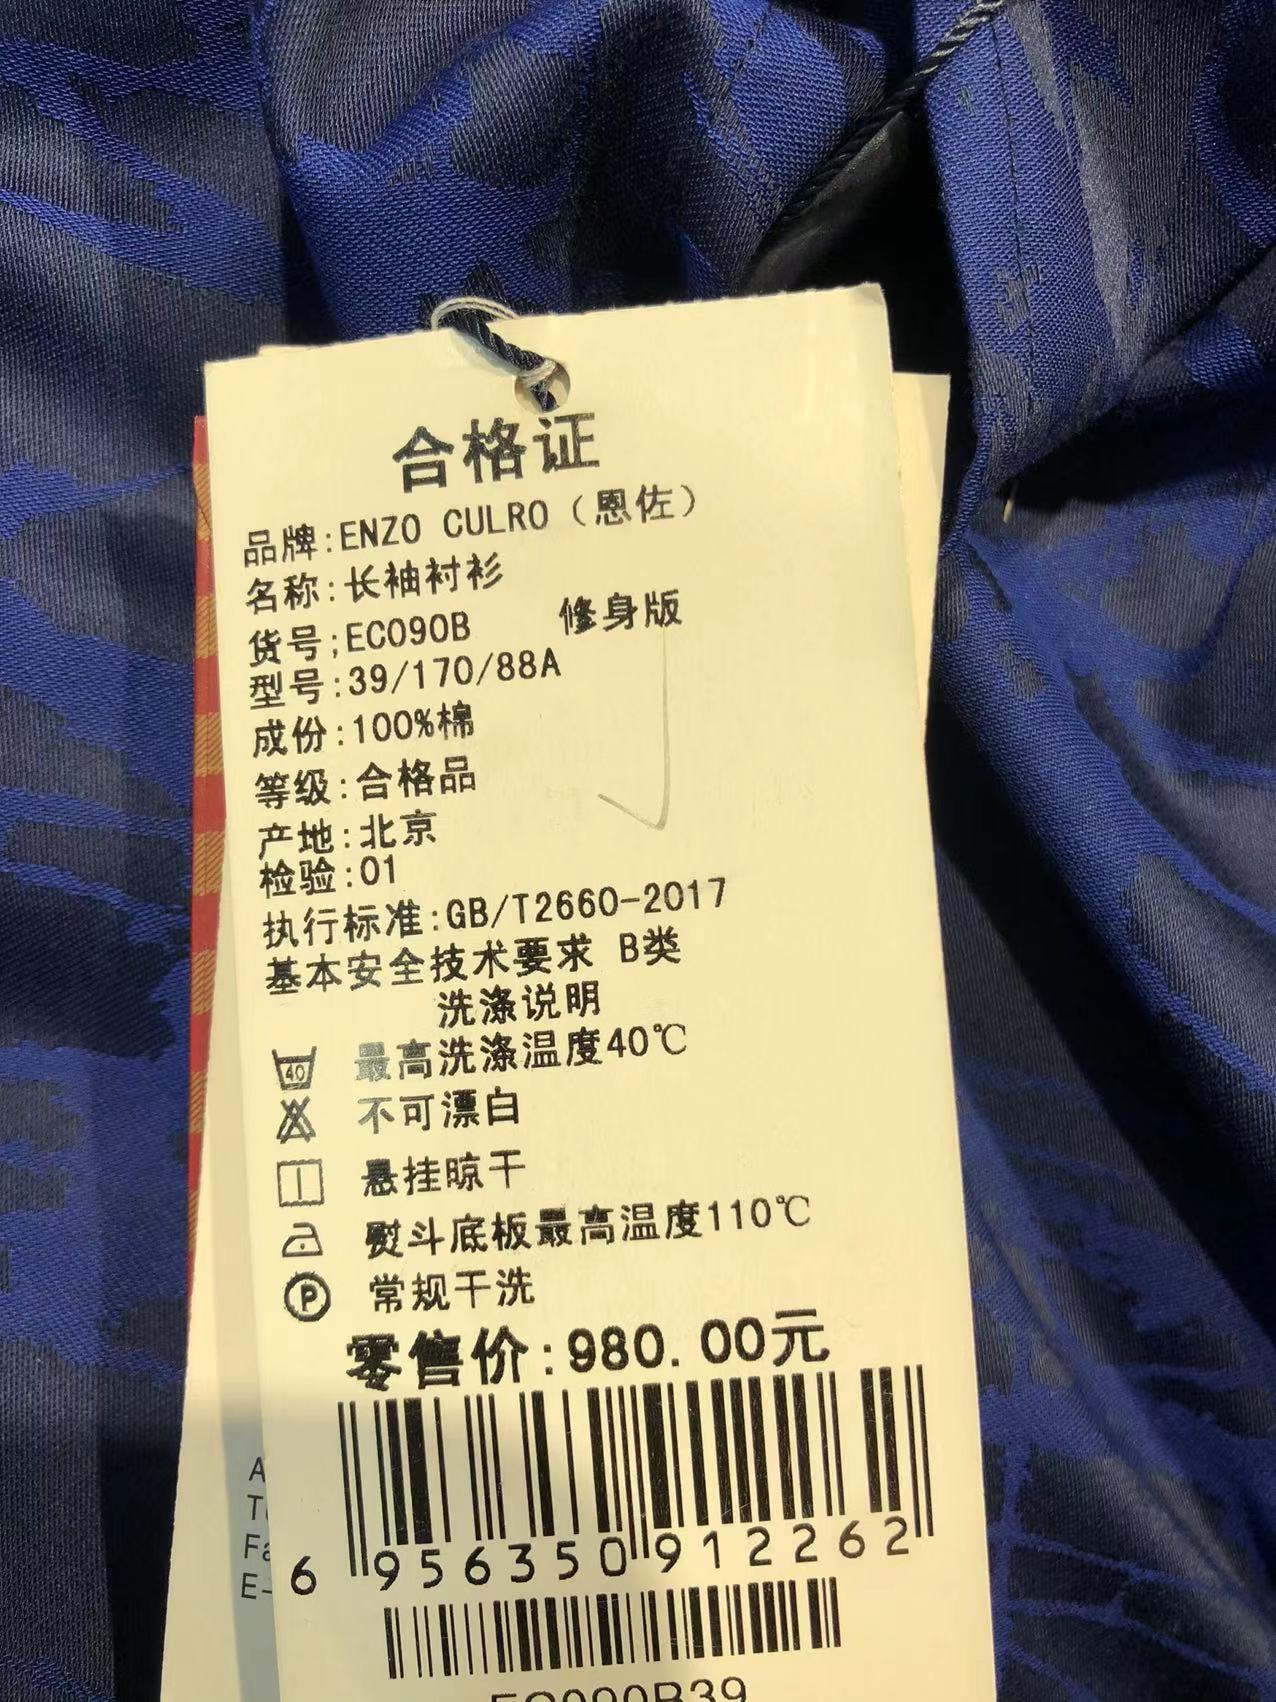 合格证
品牌:ENZO CULRO（恩佐）
名称:长袖衬衫
货号;EC090B 修身版
型号:39/170/88A
成份:100%棉
等级:合格品
产地:北京
检验:01
执行标准:GB/T2660-2017
基本安全技术要求 B类
洗涤说明
40 最高洗涤温度40℃
不可漂白
悬挂晾干
熨斗底板最高温度110℃
P 常规干洗
零售价:980.00元
6 956350 912262
EC090B39
A
Fa
E-